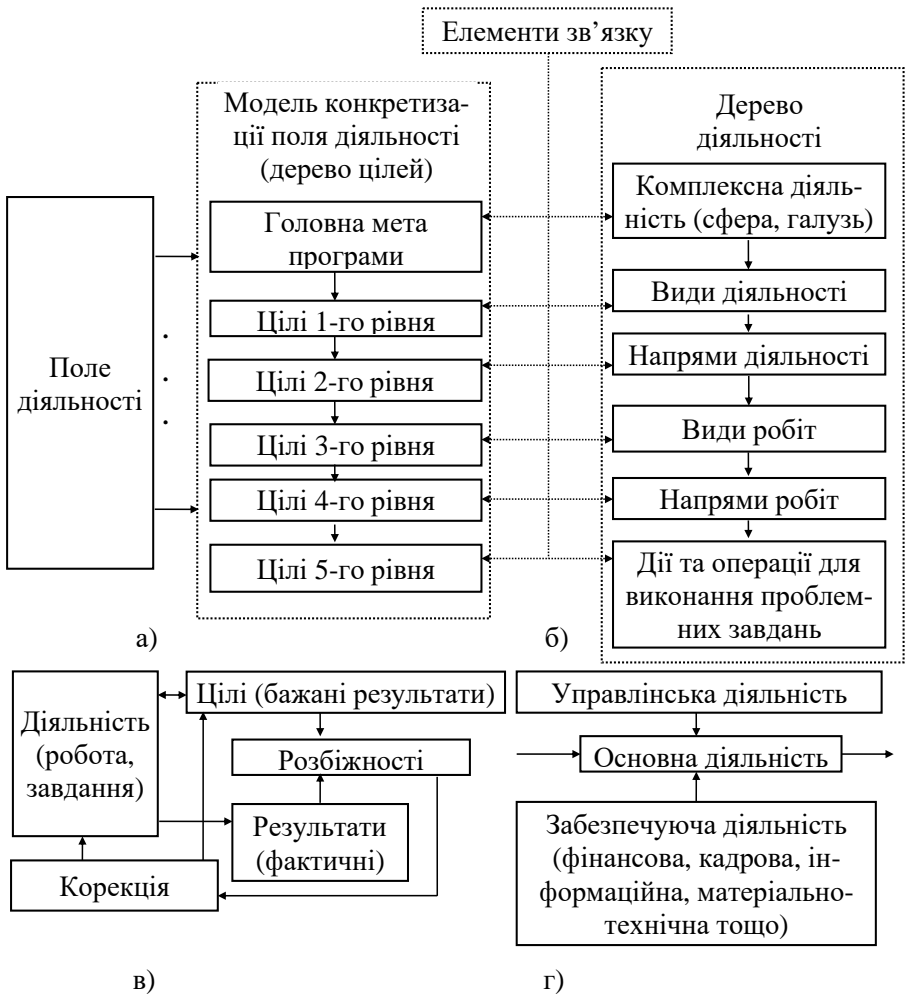 Елементи зв’язку
Модель конкретиза-
ції поля діяльності
(дерево цілей)
Головна мета
програми
Цілі 1-го рівня
Цілі 2-го рівня
Цілі 3-го рівня
Цілі 4-го рівня
Цілі 5-го рівня
Поле
діяльності
а)
Дерево
діяльності
Комплексна діяль-
ність (сфера, галузь)
Види діяльності
Напрями діяльності
Види робіт
Напрями робіт
Дії та операції для
виконання проблем-
них завдань
б)
Діяльність
(робота,
завдання)
Цілі (бажані результати)
Розбіжності
Результати
(фактичні)
Корекція
в)
Управлінська діяльність
Основна діяльність
Забезпечуюча діяльність
(фінансова, кадрова, ін-
формаційна, матеріально-
технічна тощо)
г)